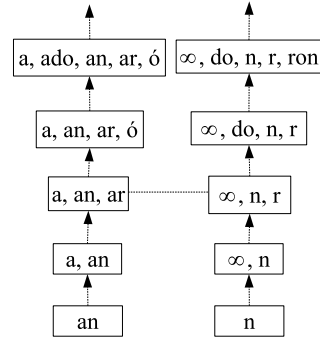 a, ado, an, ar, ó
∞, do, n, r, ron
a, an, ar, ó
∞, do, n, r
a, an, ar
∞, n, r
a, an
∞, n
an
n